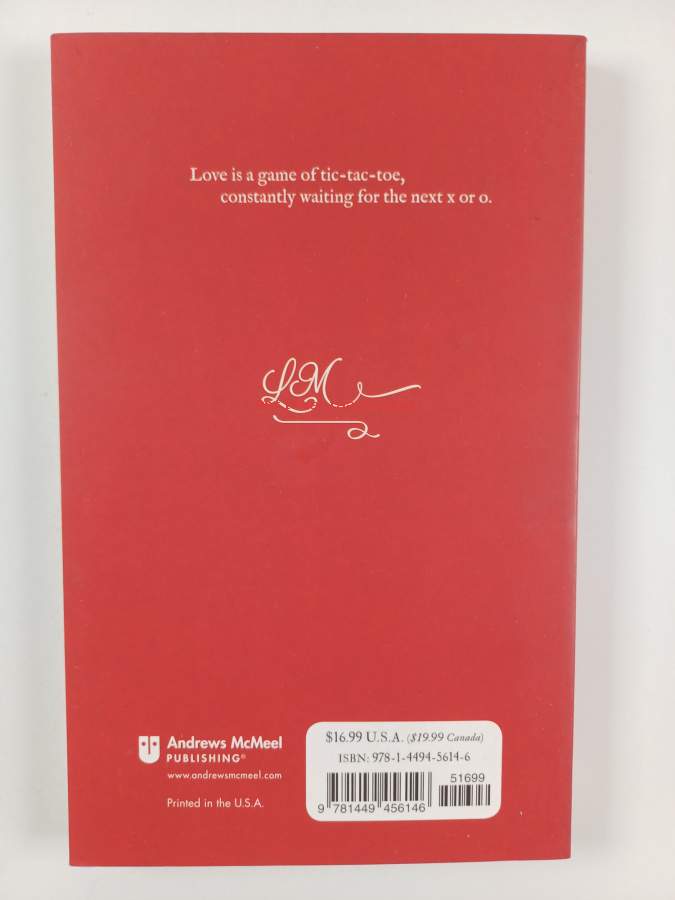 Love is a game of tic-tac-toe,
constantly waiting for the next x or o.
LM
Andrews McMeel
PUBLISHING®
www.andrewsmcmeel.com
Printed in the U.S.A.
$16.99 U.S.A. ($19.99 Canada)
ISBN: 978-1-4494-5614-6
51699
9 781449 456146